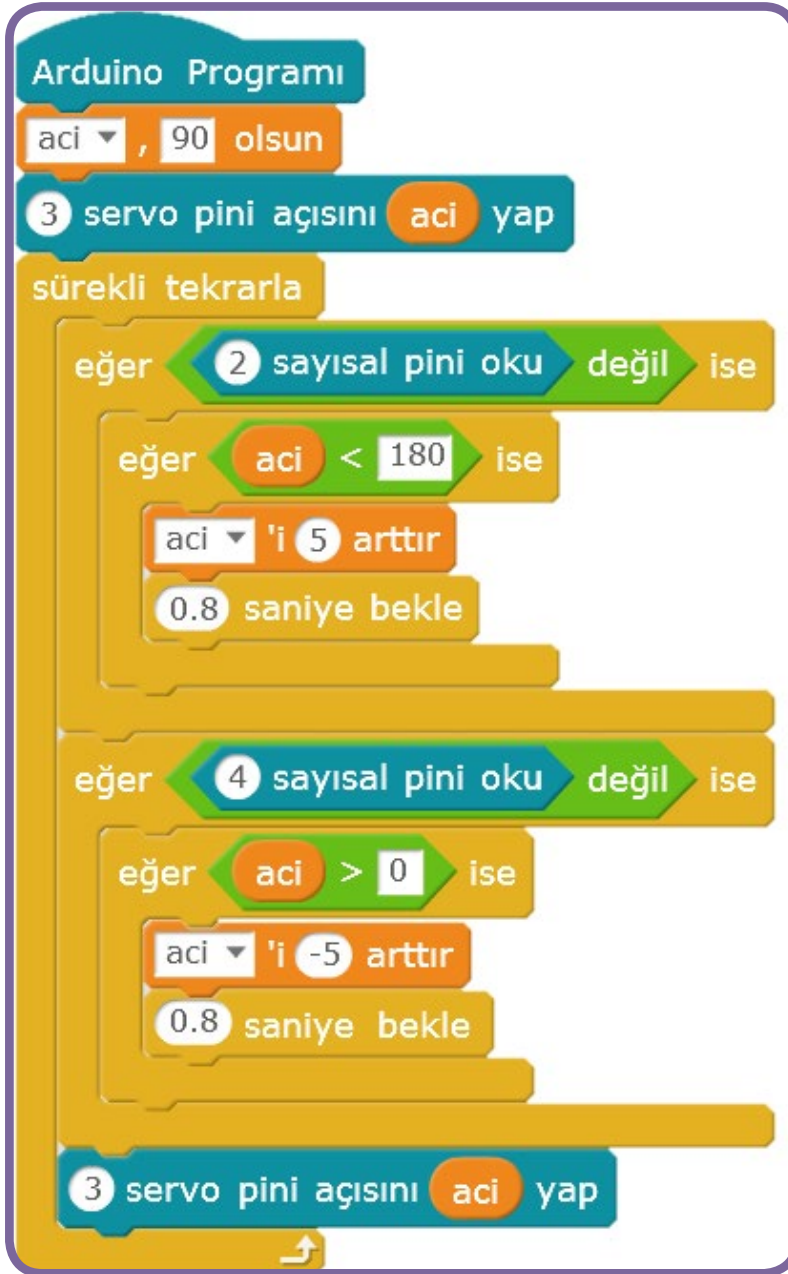 Arduino Programı
aci , 90 olsun
3 servo pini açısını aci yap
sürekli tekrarla
eğer 2 sayısal pini oku değil ise
eğer aci < 180 ise
aci 'i 5 arttır
0.8 saniye bekle
eğer 4 sayısal pini oku değil ise
eğer aci > 0 ise
aci 'i -5 arttır
0.8 saniye bekle
3 servo pini açısını aci yap